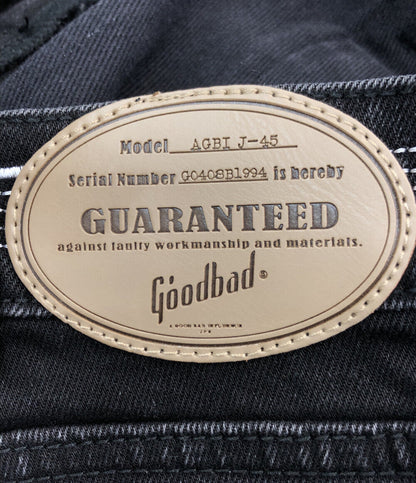 Model AGBI J-45
Serial Number G0408B1994 is hereby
GUARANTEED
against faulty workmanship and materials.
Goodbad®